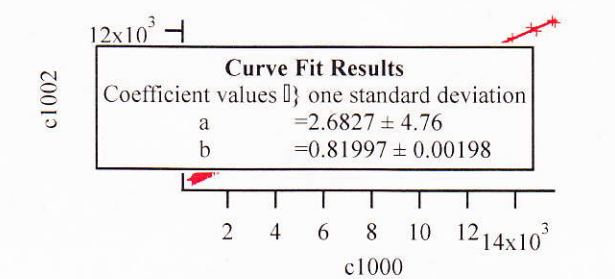 12x10³
Curve Fit Results
Coefficient values ▯} one standard deviation
a =2.6827 ± 4.76
b =0.81997 ± 0.00198
c1002
2 4 6 8 10 12 14x10³
c1000